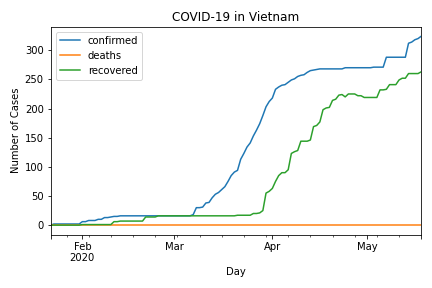 COVID-19 in Vietnam
confirmed
deaths
recovered
Number of Cases
300
250
200
150
100
50
0
Feb
2020
Mar
Apr
May
Day